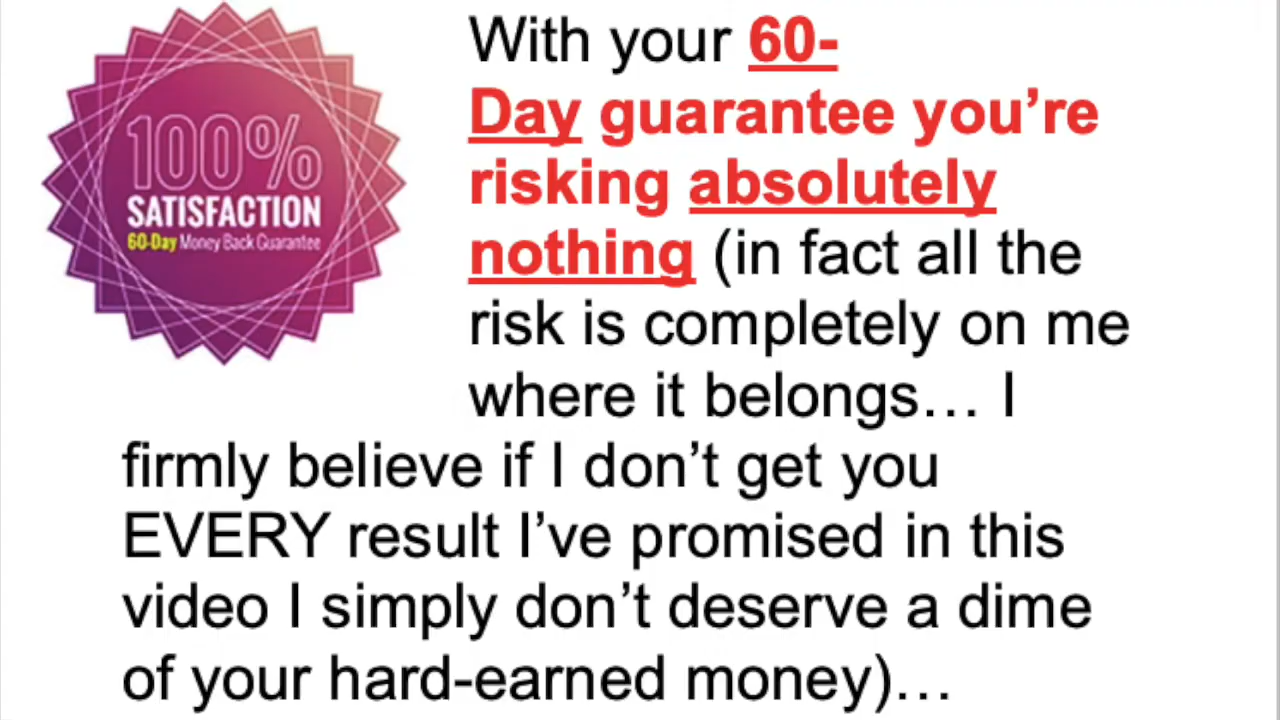 100%
SATISFACTION
60-Day Money Back Guarantee
With your 60-
Day guarantee you’re
risking absolutely
nothing (in fact all the
risk is completely on me
where it belongs… I
firmly believe if I don’t get you
EVERY result I’ve promised in this
video I simply don’t deserve a dime
of your hard-earned money)…